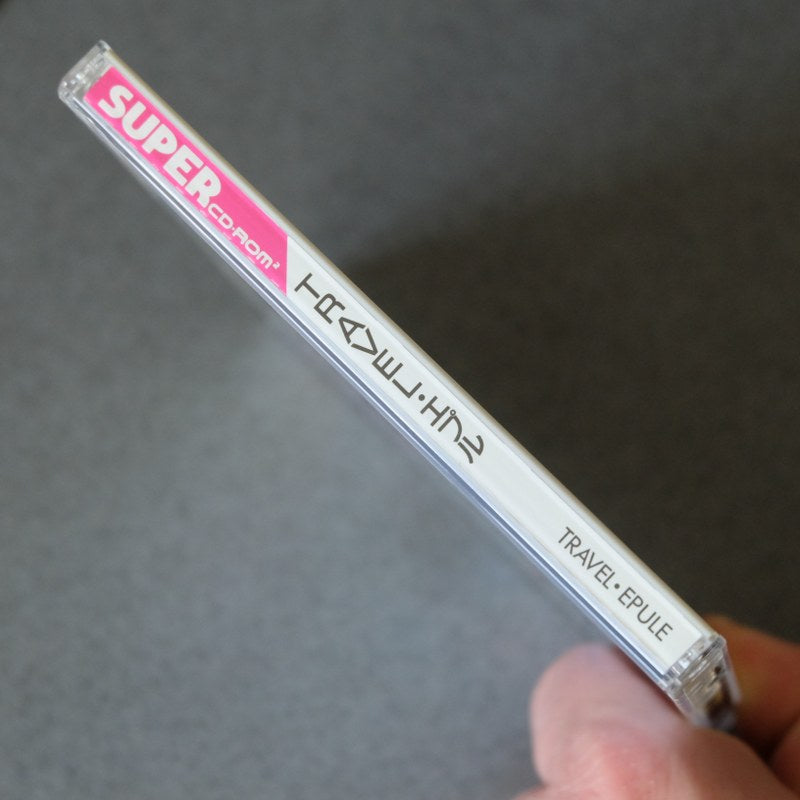 SUPER CD-ROM²
TRAVEL・エプル
TRAVEL・EPULE